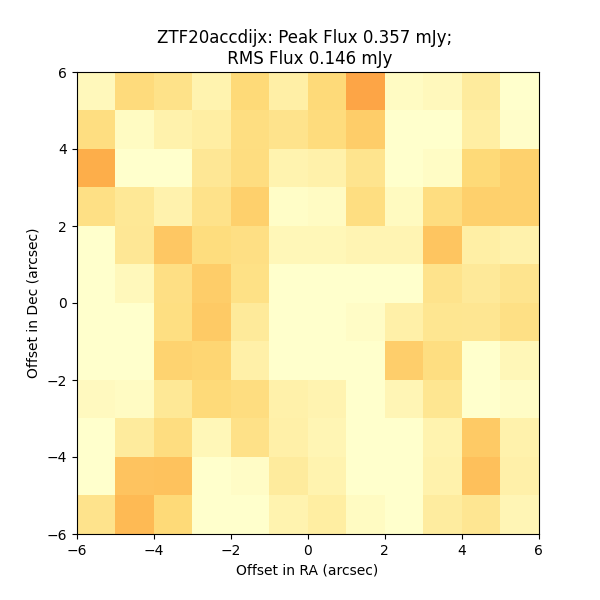 ZTF20accdijx: Peak Flux 0.357 mJy;
RMS Flux 0.146 mJy
6
4
2
0
−2
−4
−6
Offset in Dec (arcsec)
−6 −4 −2 0 2 4 6
Offset in RA (arcsec)